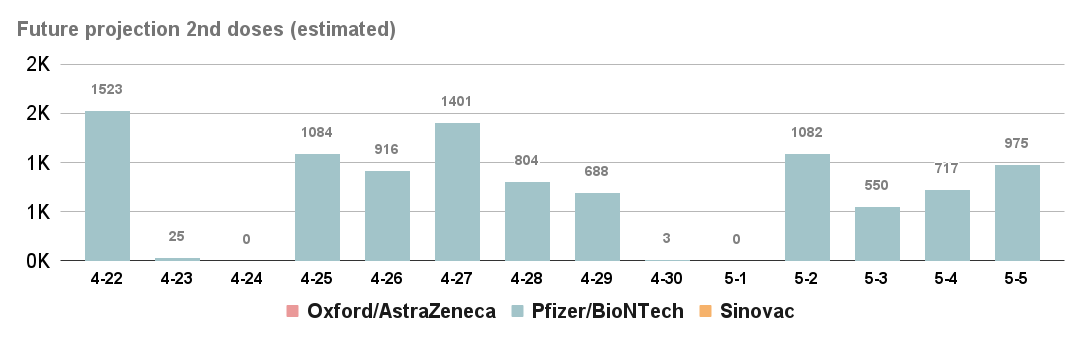 Future projection 2nd doses (estimated)
2K
2K
1K
1K
0K
1523
25
0
1084
916
1401
804
688
3
0
1082
550
717
975
4-22 4-23 4-24 4-25 4-26 4-27 4-28 4-29 4-30 5-1 5-2 5-3 5-4 5-5
Oxford/AstraZeneca Pfizer/BioNTech Sinovac